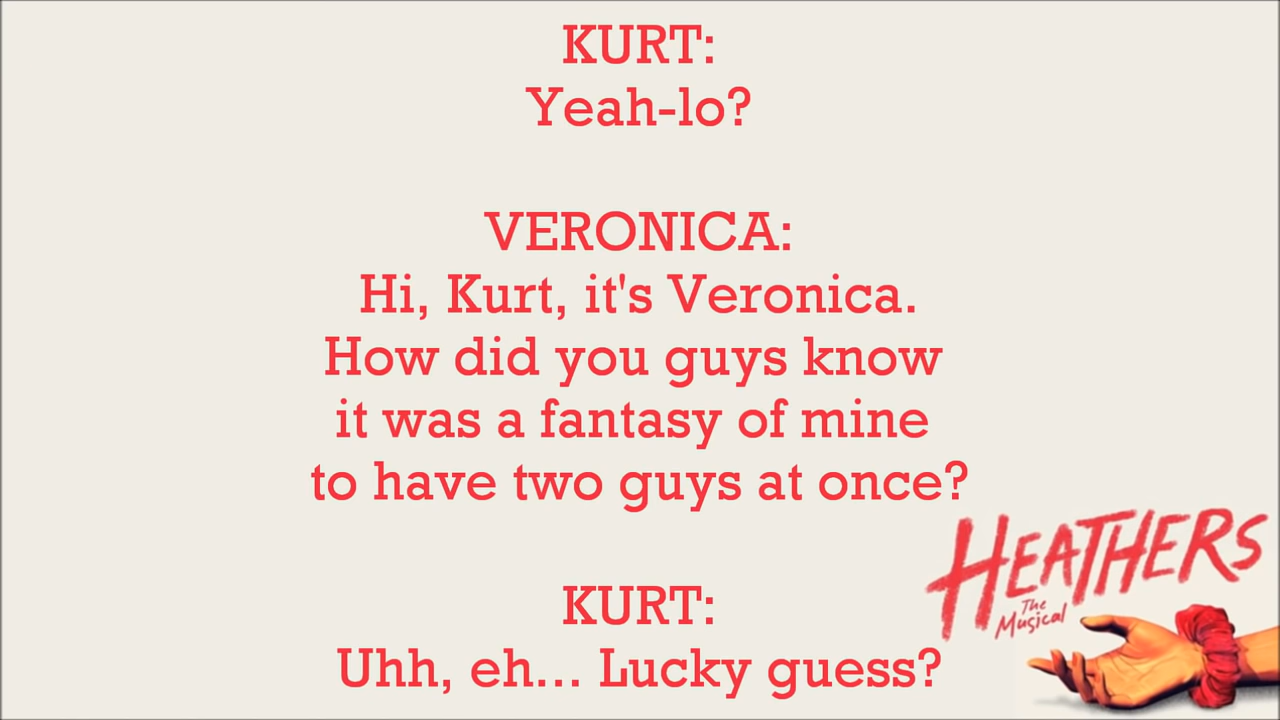 KURT:
Yeah-lo?
VERONICA:
Hi, Kurt, it's Veronica.
How did you guys know
it was a fantasy of mine
to have two guys at once?
KURT:
Uhh, eh... Lucky guess?
HEATHERS
The
Musical